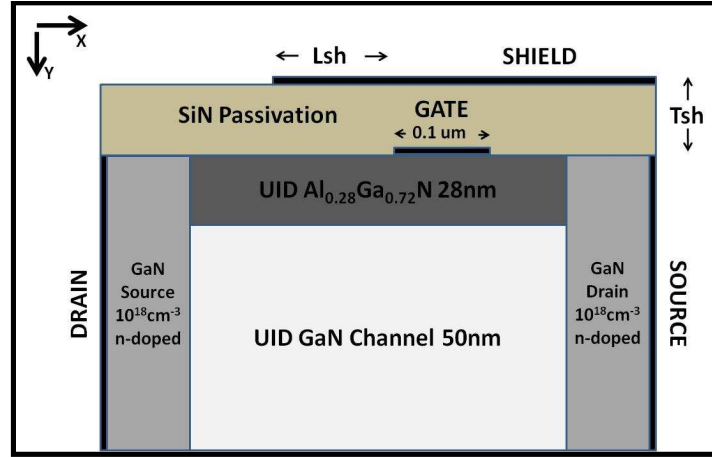 X
Y
Lsh
SHIELD
SiN Passivation
GATE
0.1 um
Tsh
UID Al₀.₂₈Ga₀.₇₂N 28nm
DRAIN
GaN
Source
10¹⁸cm⁻³
n-doped
UID GaN Channel 50nm
GaN
Drain
10¹⁸cm⁻³
n-doped
SOURCE